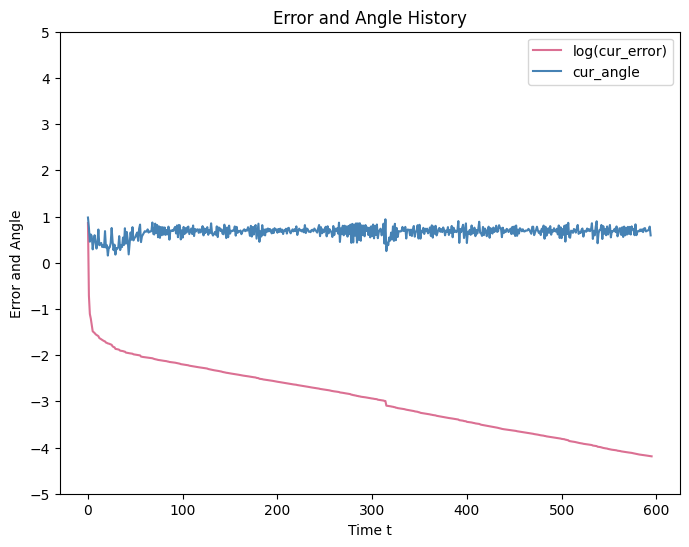 Error and Angle History
log(cur_error)
cur_angle
5
4
3
2
1
0
−1
−2
−3
−4
−5
Error and Angle
0 100 200 300 400 500 600
Time t